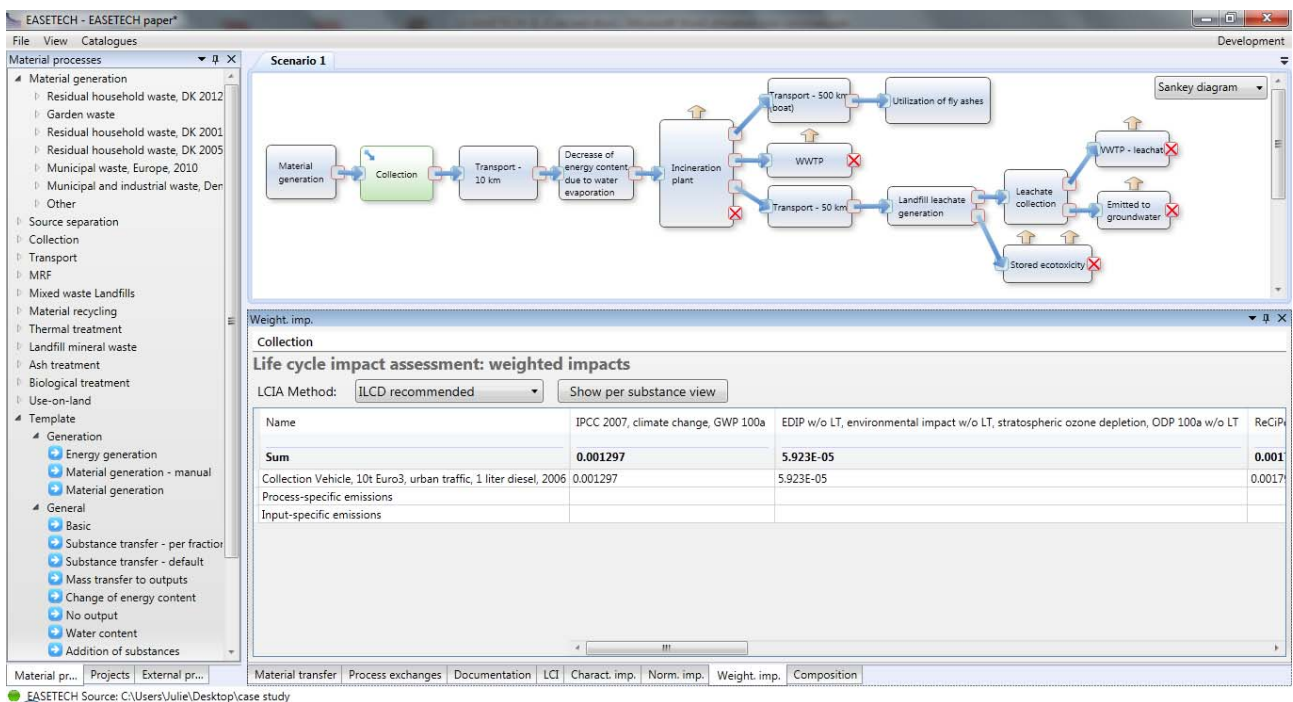 EASETECH - EASETECH paper*
File View Catalogues
Development
Material processes
Material generation
Residual household waste, DK 2012
Garden waste
Residual household waste, DK 2001
Residual household waste, DK 2005
Municipal waste, Europe, 2010
Municipal and industrial waste, Den
Other
Source separation
Collection
Transport
MRF
Mixed waste Landfills
Material recycling
Thermal treatment
Landfill mineral waste
Ash treatment
Biological treatment
Use-on-land
Template
Generation
Energy generation
Material generation - manual
Material generation
General
Basic
Substance transfer - per fraction
Substance transfer - default
Mass transfer to outputs
Change of energy content
No output
Water content
Addition of substances
Material pr... Projects External pr...
Scenario 1
Sankey diagram
Material
generation
Collection
Transport -
10 km
Decrease of
energy content
due to water
evaporation
Incineration
plant
Transport - 500 km
(boat)
Utilization of fly ashes
WWTP
Transport - 50 km
Landfill leachate
generation
Leachate
collection
WWTP - leachat
Emitted to
groundwater
Stored ecotoxicity
Weight. imp.
Collection
Life cycle impact assessment: weighted impacts
LCIA Method: ILCD recommended Show per substance view
Name IPCC 2007, climate change, GWP 100a EDIP w/o LT, environmental impact w/o LT, stratospheric ozone depletion, ODP 100a w/o LT ReCiPe
Sum 0.001297 5.923E-05 0.001
Collection Vehicle, 10t Euro3, urban traffic, 1 liter diesel, 2006 0.001297 5.923E-05 0.00179
Process-specific emissions
Input-specific emissions
Material transfer Process exchanges Documentation LCI Charact. imp. Norm. imp. Weight. imp. Composition
EASETECH Source: C:\Users\Julie\Desktop\case study